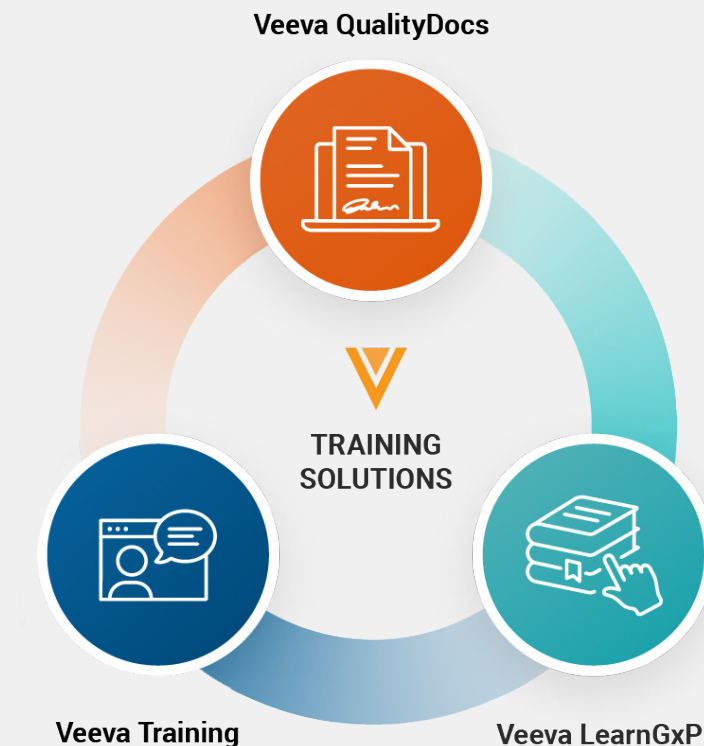 Veeva QualityDocs
TRAINING
SOLUTIONS
Veeva Training
Veeva LearnGxP